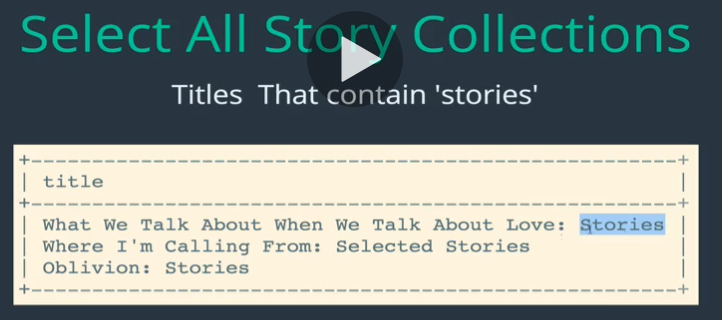 Select All Story Collections
Titles  That contain 'stories'
+-----------------------------------------------------+
| title                                               |
+-----------------------------------------------------+
| What We Talk About When We Talk About Love: Stories |
| Where I'm Calling From: Selected Stories            |
| Oblivion: Stories                                   |
+-----------------------------------------------------+